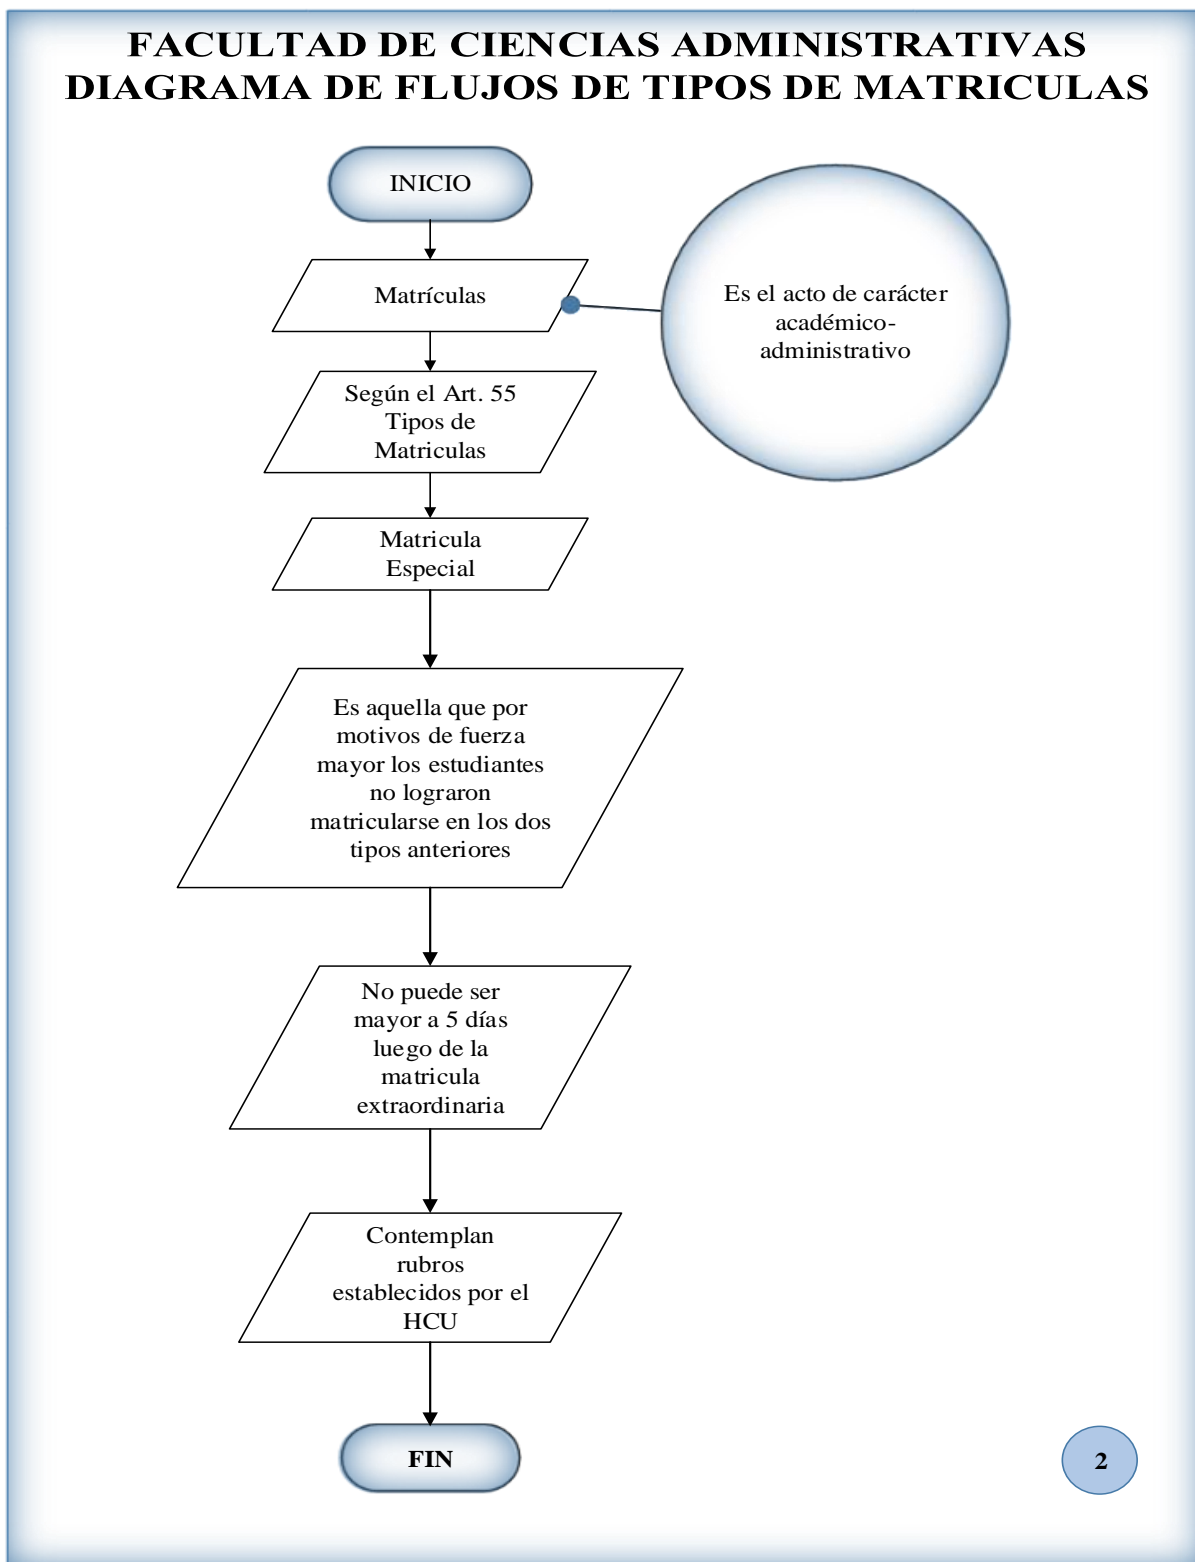 FACULTAD DE CIENCIAS ADMINISTRATIVAS
DIAGRAMA DE FLUJOS DE TIPOS DE MATRICULAS
INICIO
Matrículas
Es el acto de carácter
académico-
administrativo
Según el Art. 55
Tipos de
Matriculas
Matricula
Especial
Es aquella que por
motivos de fuerza
mayor los estudiantes
no lograron
matricularse en los dos
tipos anteriores
No puede ser
mayor a 5 días
luego de la
matricula
extraordinaria
Contemplan
rubros
establecidos por el
HCU
FIN
2